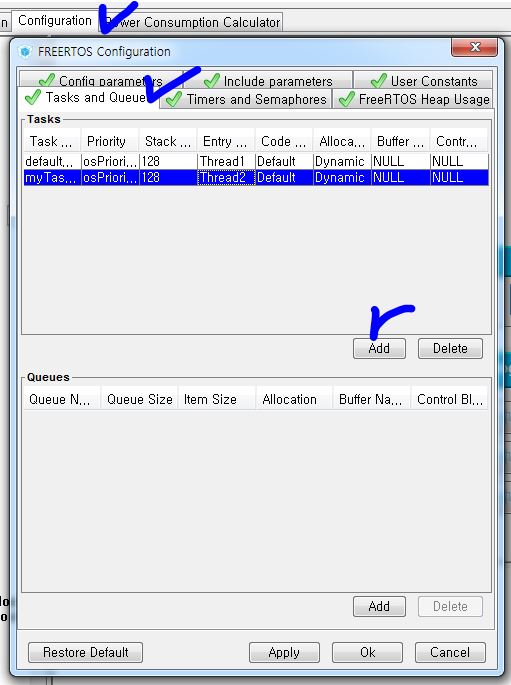 n Configuration Power Consumption Calculator
FREERTOS Configuration
Config parameters Include parameters User Constants
Tasks and Queue Timers and Semaphores FreeRTOS Heap Usage
Tasks
Task ... Priority Stack ... Entry ... Code ... Alloca... Buffer ... Contr...
default... osPriori... 128 Thread1 Default Dynamic NULL NULL
myTas... osPriori... 128 Thread2 Default Dynamic NULL NULL
Add Delete
Queues
Queue N... Queue Size Item Size Allocation Buffer Na... Control Bl...
Add Delete
Restore Default Apply Ok Cancel